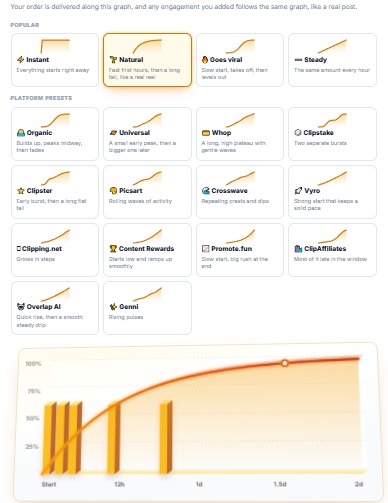 Your order is delivered along this graph, and any engagement you added follows the same graph, like a real post.
POPULAR
Instant
Everything starts right away
Natural
Fast first hours, then a long
tail, like a real reel
Goes viral
Slow start, takes off, then
levels out
Steady
The same amount every hour
PLATFORM PRESETS
Organic
Builds up, peaks midway,
then fades
Universal
A small early peak, then a
bigger one later
Whop
A long, high plateau with
gentle waves
Clipstake
Two separate bursts
Clipster
Early burst, then a long flat
tail
Picsart
Rolling waves of activity
Crosswave
Repeating crests and dips
Vyro
Strong start that keeps a
solid pace
Clipping.net
Grows in steps
Content Rewards
Starts low and ramps up
smoothly
Promote.fun
Slow start, big rush at the
end
ClipAffiliates
Most of it late in the window
Overlap AI
Quick rise, then a smooth
steady drip
Genni
Rising pulses
100%
75%
50%
25%
Start
12h
1d
1.5d
2d